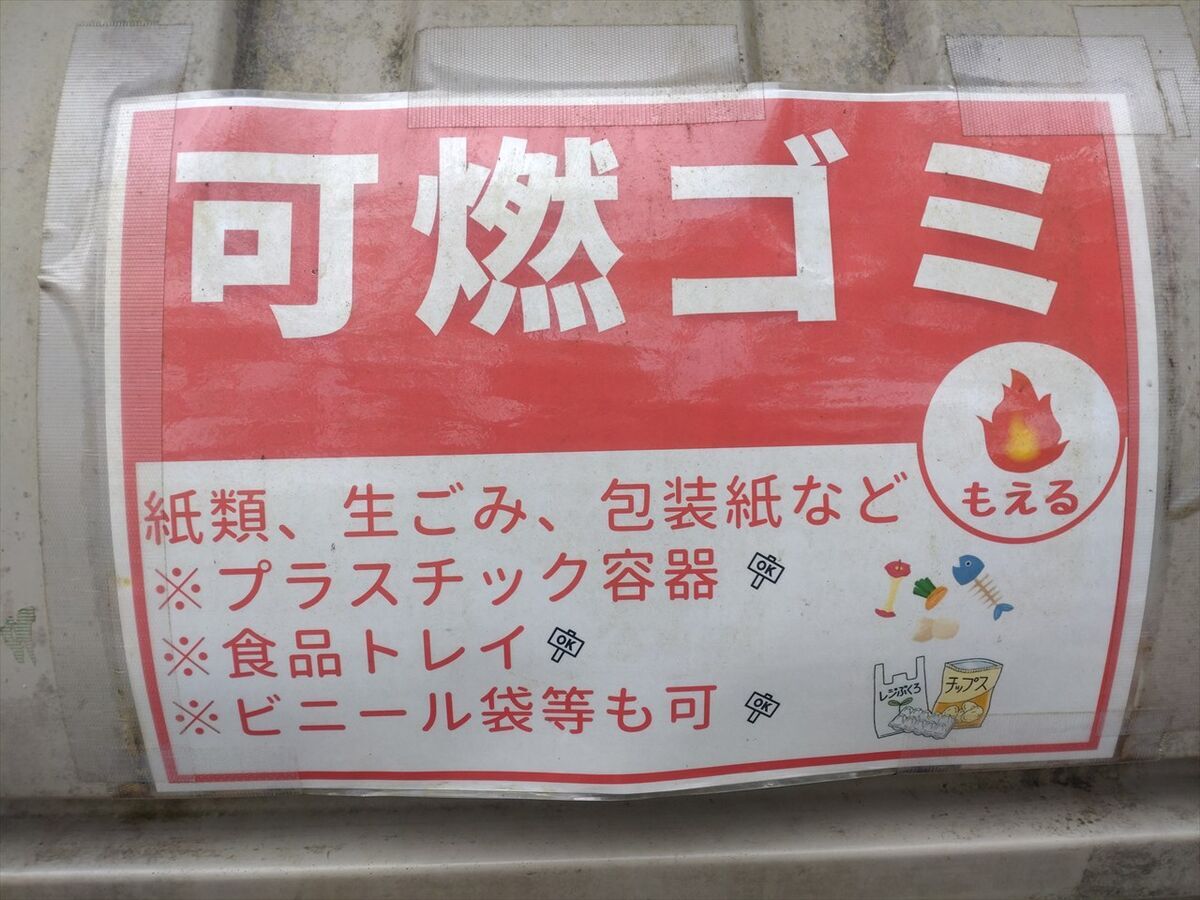 可燃ゴミ
もえる
紙類、生ごみ、包装紙など
※プラスチック容器 OK
※食品トレイ OK
※ビニール袋等も可 OK
レジぶくろ
チップス